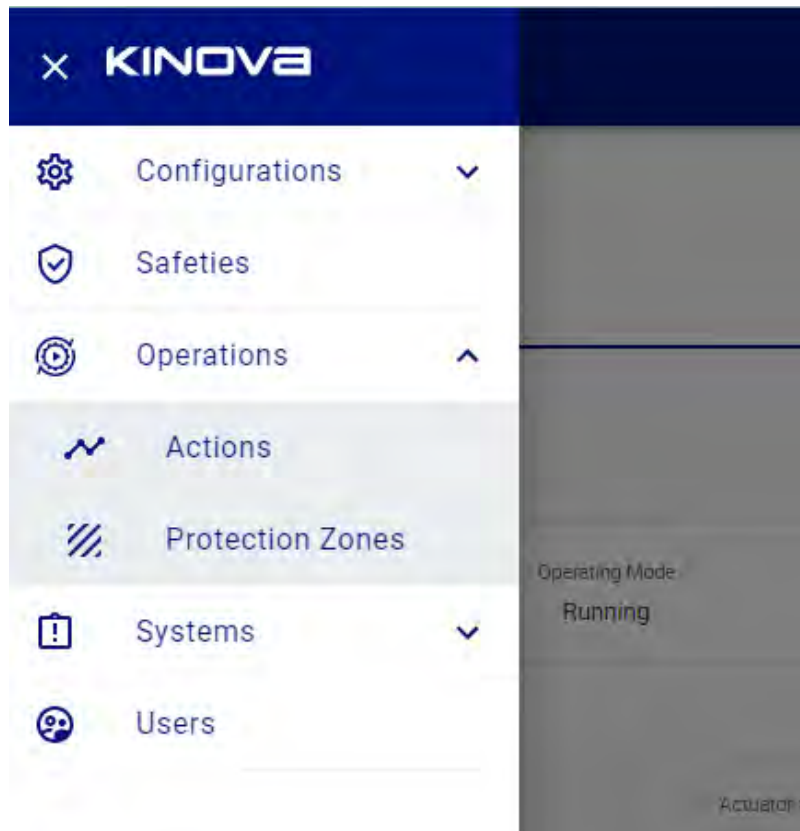 KINOVA
Configurations
Safeties
Operations
Actions
Protection Zones
Operating Mode
Running
Systems
Users
Actuator